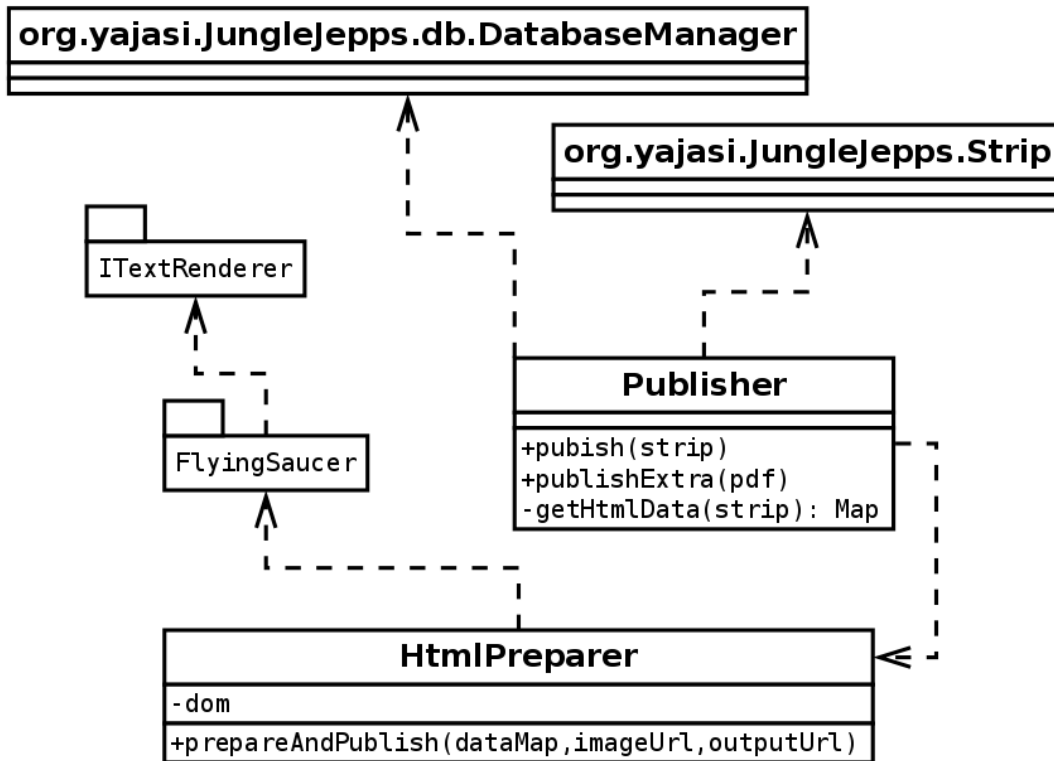 org.yajasi.JungleJepps.db.DatabaseManager
org.yajasi.JungleJepps.Strip
ITextRenderer
Publisher
+pubish(strip)
+publishExtra(pdf)
-getHtmlData(strip): Map
FlyingSaucer
HtmlPreparer
-dom
+prepareAndPublish(dataMap,imageUrl,outputUrl)